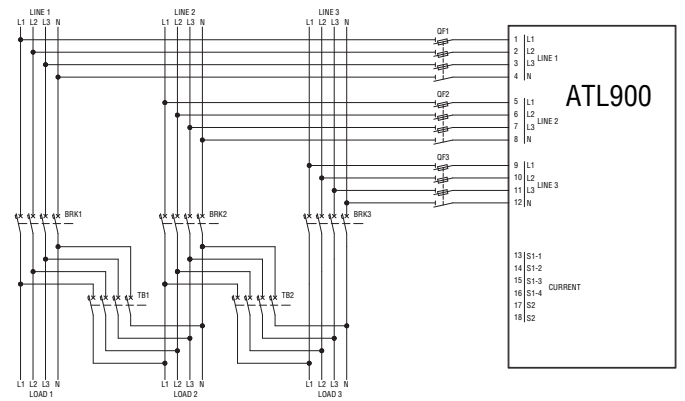 LINE 1 LINE 2 LINE 3
L1 L2 L3 N L1 L2 L3 N L1 L2 L3 N
QF1
1 L1
2 L2
3 L3
4 N
LINE 1
ATL900
QF2
5 L1
6 L2
7 L3
8 N
LINE 2
QF3
9 L1
10 L2
11 L3
12 N
LINE 3
BRK1 BRK2 BRK3
13 S1-1
14 S1-2
15 S1-3
16 S1-4
17 S2
18 S2
CURRENT
TB1 TB2
L1 L2 L3 N L1 L2 L3 N L1 L2 L3 N
LOAD 1 LOAD 2 LOAD 3